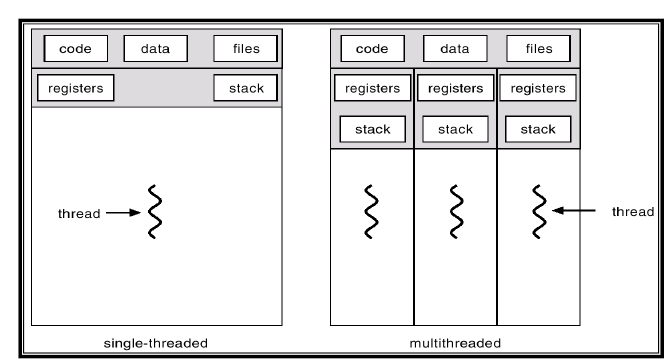 code data files code data files
registers stack registers registers registers
stack stack stack
thread thread
single-threaded multithreaded